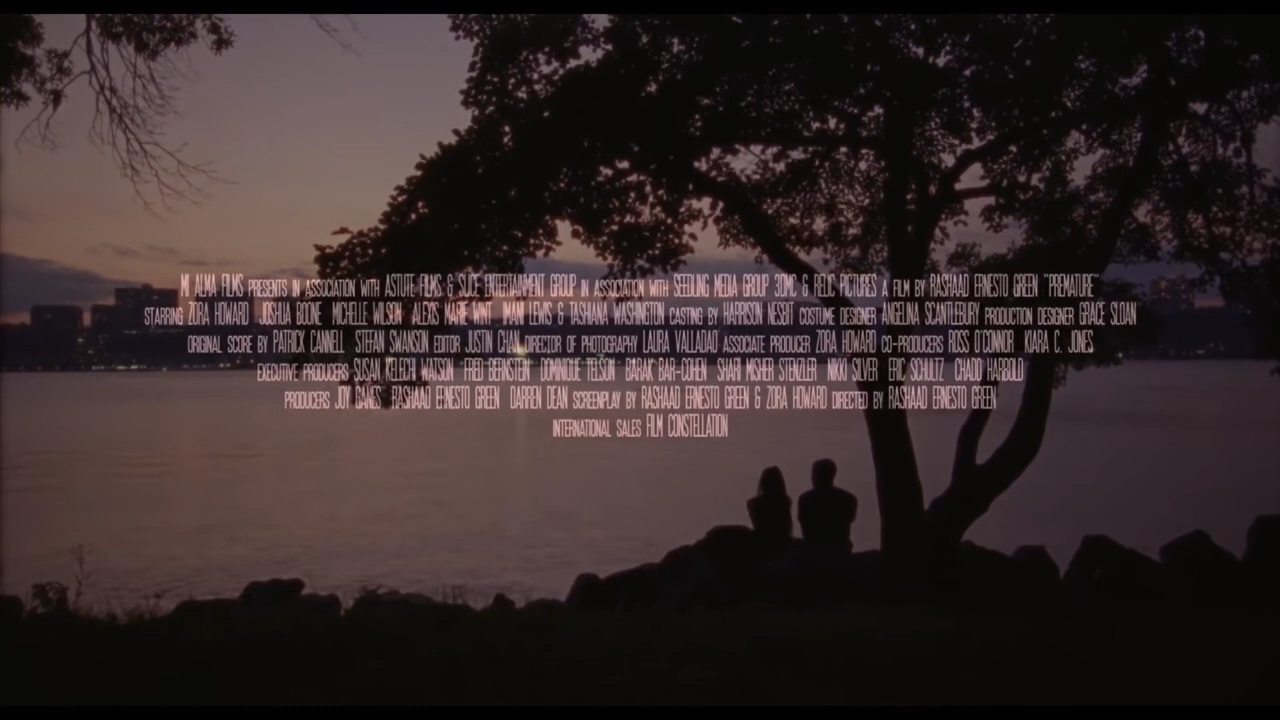 MI ALMA FILMS PRESENTS IN ASSOCIATION WITH ASTUTE FILMS & SLICE ENTERTAINMENT GROUP IN ASSOCIATION WITH SEEDLING MEDIA GROUP 3DMC & RELIC PICTURES A FILM BY RASHAAD ERNESTO GREEN "PREMATURE"
STARRING ZORA HOWARD JOSHUA BOONE MICHELLE WILSON ALEXIS MARIE WINT IMANI LEWIS & TASHIANA WASHINGTON CASTING BY HARRISON NESBIT COSTUME DESIGNER ANGELINA SCANTLEBURY PRODUCTION DESIGNER GRACE SLOAN
ORIGINAL SCORE BY PATRICK CANNELL STEFAN SWANSON EDITOR JUSTIN CHAN DIRECTOR OF PHOTOGRAPHY LAURA VALLADAO ASSOCIATE PRODUCER ZORA HOWARD CO-PRODUCERS ROSS O'CONNOR KIARA C. JONES
EXECUTIVE PRODUCERS SUSAN KELECHI WATSON FRED BERNSTEIN DOMINIQUE TELSON BARAK BAR-COHEN SHARI MISHER STENZLER NIKKI SILVER ERIC SCHULTZ CHADD HARBOLD
PRODUCERS JOY GANES RASHAAD ERNESTO GREEN DARREN DEAN SCREENPLAY BY RASHAAD ERNESTO GREEN & ZORA HOWARD DIRECTED BY RASHAAD ERNESTO GREEN
INTERNATIONAL SALES FILM CONSTELLATION